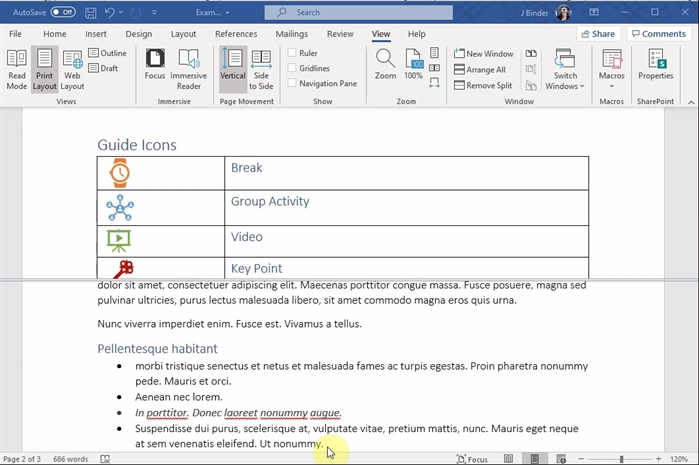 AutoSave Off Exam... Search J Binder
File Home Insert Design Layout References Mailings Review View Help Share Comments
Read Mode
Print Layout
Web Layout
Outline
Draft
Views
Focus
Immersive Reader
Immersive
Vertical
Side to Side
Page Movement
Ruler
Gridlines
Navigation Pane
Show
Zoom
100
100%
Zoom
New Window
Arrange All
Remove Split
Switch Windows
Window
Macros
Macros
Properties
SharePoint
Guide Icons
Break
Group Activity
Video
Key Point
dolor sit amet, consectetuer adipiscing elit. Maecenas porttitor congue massa. Fusce posuere, magna sed
pulvinar ultricies, purus lectus malesuada libero, sit amet commodo magna eros quis urna.
Nunc viverra imperdiet enim. Fusce est. Vivamus a tellus.
Pellentesque habitant
• morbi tristique senectus et netus et malesuada fames ac turpis egestas. Proin pharetra nonummy
pede. Mauris et orci.
• Aenean nec lorem.
• In porttitor. Donec laoreet nonummy augue.
• Suspendisse dui purus, scelerisque at, vulputate vitae, pretium mattis, nunc. Mauris eget neque
at sem venenatis eleifend. Ut nonummy.
Page 2 of 3 686 words Focus 120%